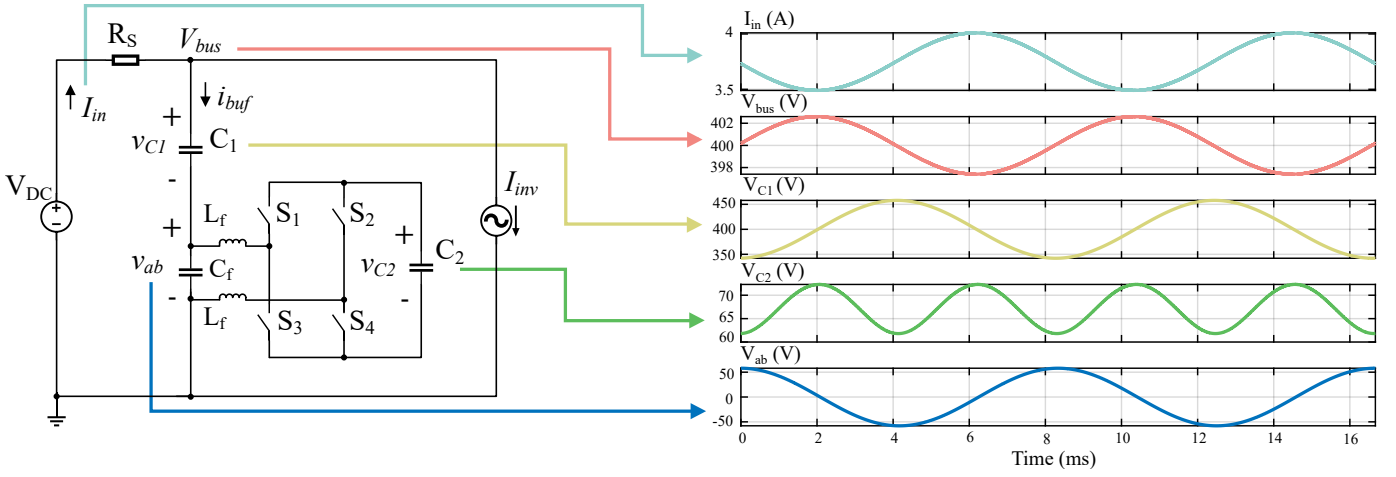 R_S
V_bus
I_in
i_buf
+
v_C1
C_1
-
V_DC
+
-
+
L_f
S_1
S_2
I_inv
v_ab
C_f
+
v_C2
C_2
-
-
L_f
S_3
S_4
I_in (A)
4
3.5
V_bus (V)
402
400
398
V_C1 (V)
450
400
350
V_C2 (V)
70
65
60
V_ab (V)
50
0
-50
0 2 4 6 8 10 12 14 16
Time (ms)